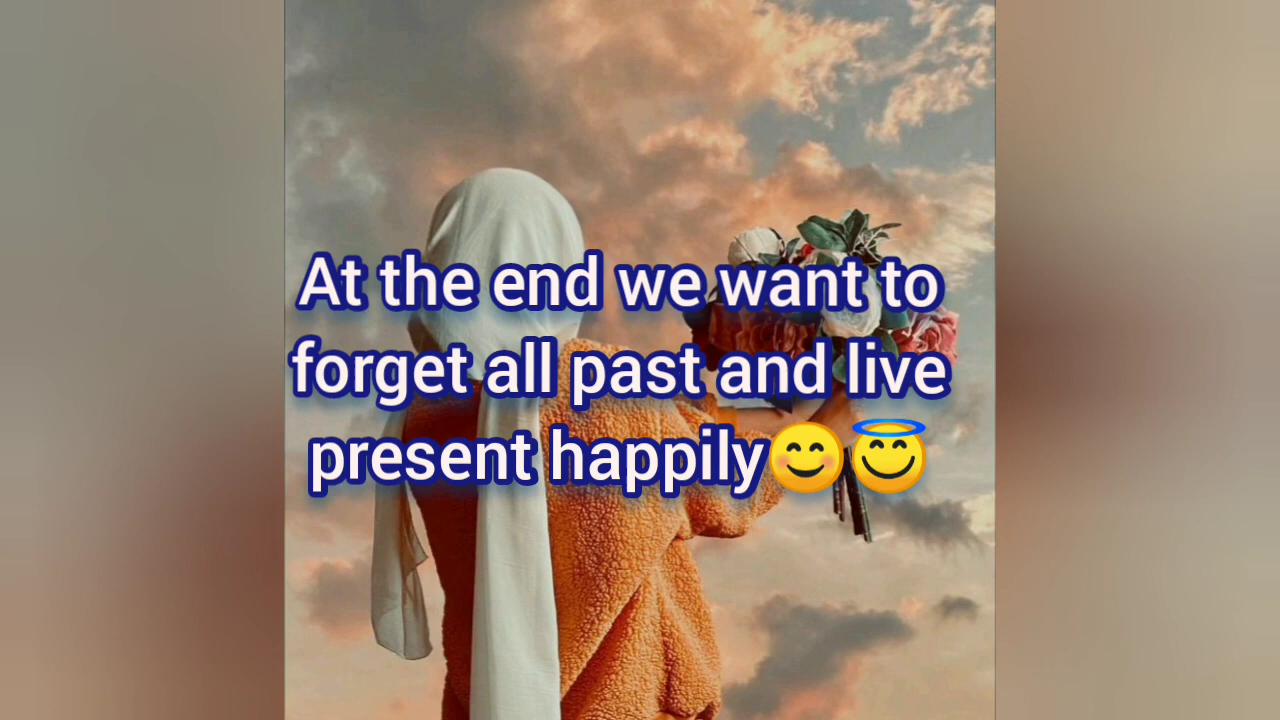 At the end we want to
forget all past and live
present happily😊😇